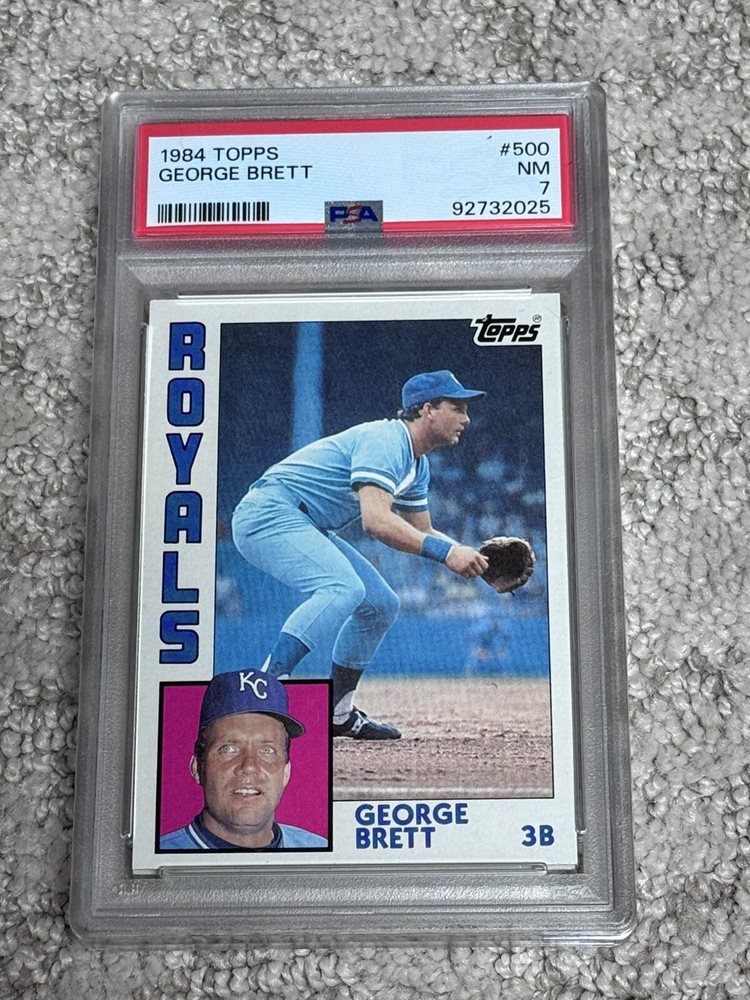 1984 TOPPS #500
GEORGE BRETT NM
7
PSA 92732025
Topps
ROYALS
KC
GEORGE
BRETT 3B